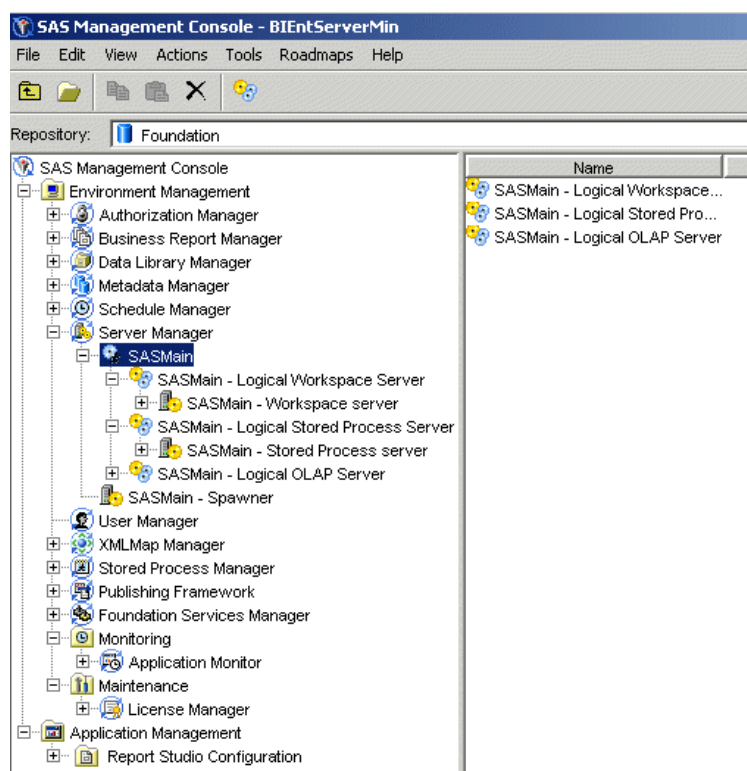 SAS Management Console - BIEntServerMin
File Edit View Actions Tools Roadmaps Help
Repository: Foundation
SAS Management Console
Environment Management
Authorization Manager
Business Report Manager
Data Library Manager
Metadata Manager
Schedule Manager
Server Manager
SASMain
SASMain - Logical Workspace Server
SASMain - Workspace server
SASMain - Logical Stored Process Server
SASMain - Stored Process server
SASMain - Logical OLAP Server
SASMain - Spawner
User Manager
XMLMap Manager
Stored Process Manager
Publishing Framework
Foundation Services Manager
Monitoring
Application Monitor
Maintenance
License Manager
Application Management
Report Studio Configuration
Name
SASMain - Logical Workspace...
SASMain - Logical Stored Pro...
SASMain - Logical OLAP Server